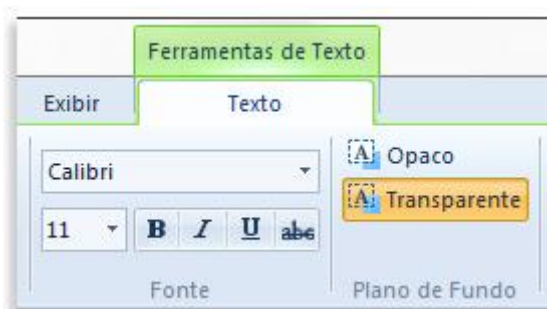 Ferramentas de Texto
Exibir Texto
Calibri
11 B I U abc
Opaco
Transparente
Fonte Plano de Fundo